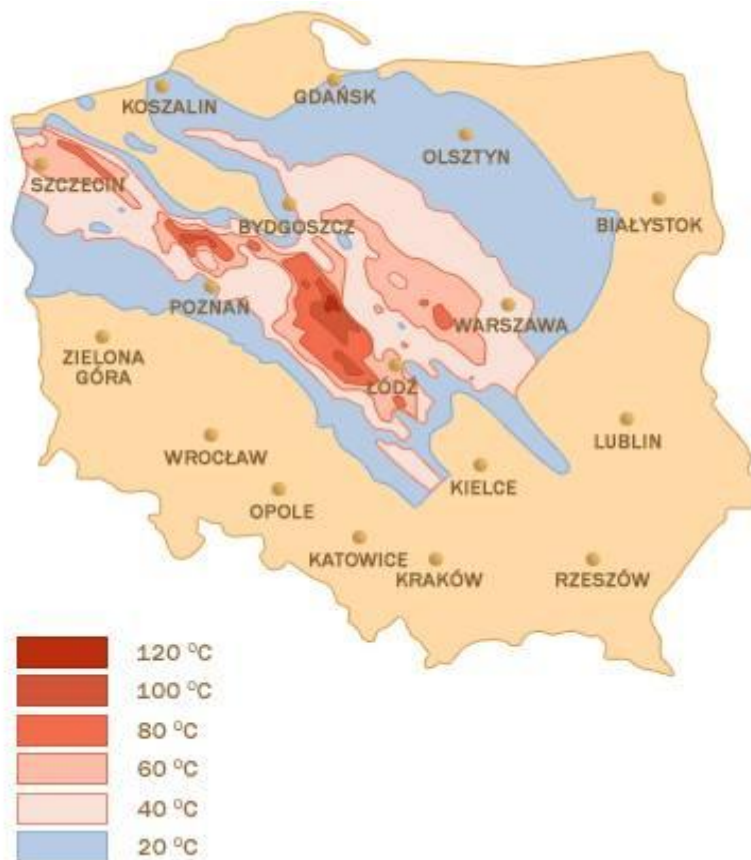 KOSZALIN
GDAŃSK
OLSZTYN
SZCZECIN
BYDGOSZCZ
BIAŁYSTOK
POZNAŃ
WARSZAWA
ZIELONA
GÓRA
ŁÓDŹ
LUBLIN
WROCŁAW
KIELCE
OPOLE
KATOWICE
KRAKÓW
RZESZÓW
120 °C
100 °C
80 °C
60 °C
40 °C
20 °C